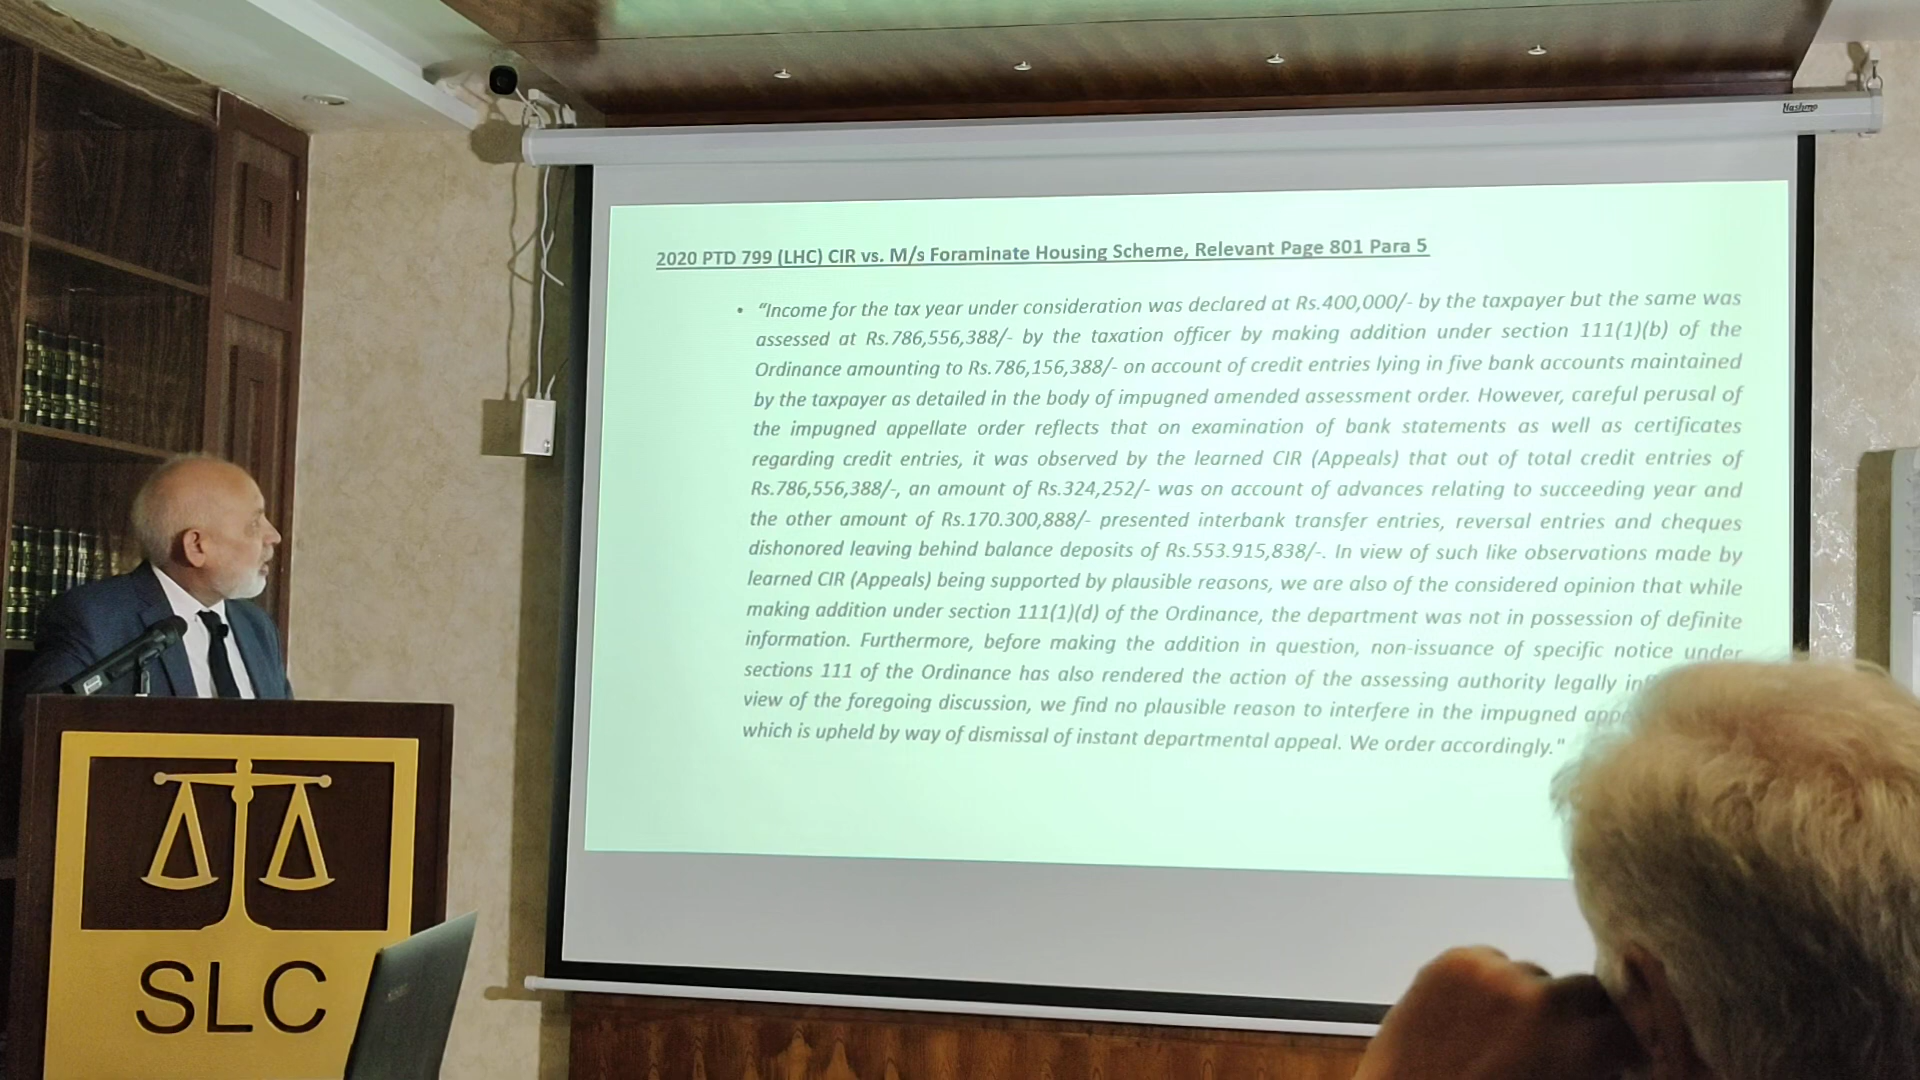 Nashmo
2020 PTD 799 (LHC) CIR vs. M/s Foraminate Housing Scheme, Relevant Page 801 Para 5
• “Income for the tax year under consideration was declared at Rs.400,000/- by the taxpayer but the same was
assessed at Rs.786,556,388/- by the taxation officer by making addition under section 111(1)(b) of the
Ordinance amounting to Rs.786,156,388/- on account of credit entries lying in five bank accounts maintained
by the taxpayer as detailed in the body of impugned amended assessment order. However, careful perusal of
the impugned appellate order reflects that on examination of bank statements as well as certificates
regarding credit entries, it was observed by the learned CIR (Appeals) that out of total credit entries of
Rs.786,556,388/-, an amount of Rs.324,252/- was on account of advances relating to succeeding year and
the other amount of Rs.170.300,888/- presented interbank transfer entries, reversal entries and cheques
dishonored leaving behind balance deposits of Rs.553.915,838/-. In view of such like observations made by
learned CIR (Appeals) being supported by plausible reasons, we are also of the considered opinion that while
making addition under section 111(1)(d) of the Ordinance, the department was not in possession of definite
information. Furthermore, before making the addition in question, non-issuance of specific notice under
sections 111 of the Ordinance has also rendered the action of the assessing authority legally
view of the foregoing discussion, we find no plausible reason to interfere in the impugned
which is upheld by way of dismissal of instant departmental appeal. We order accordingly."
SLC